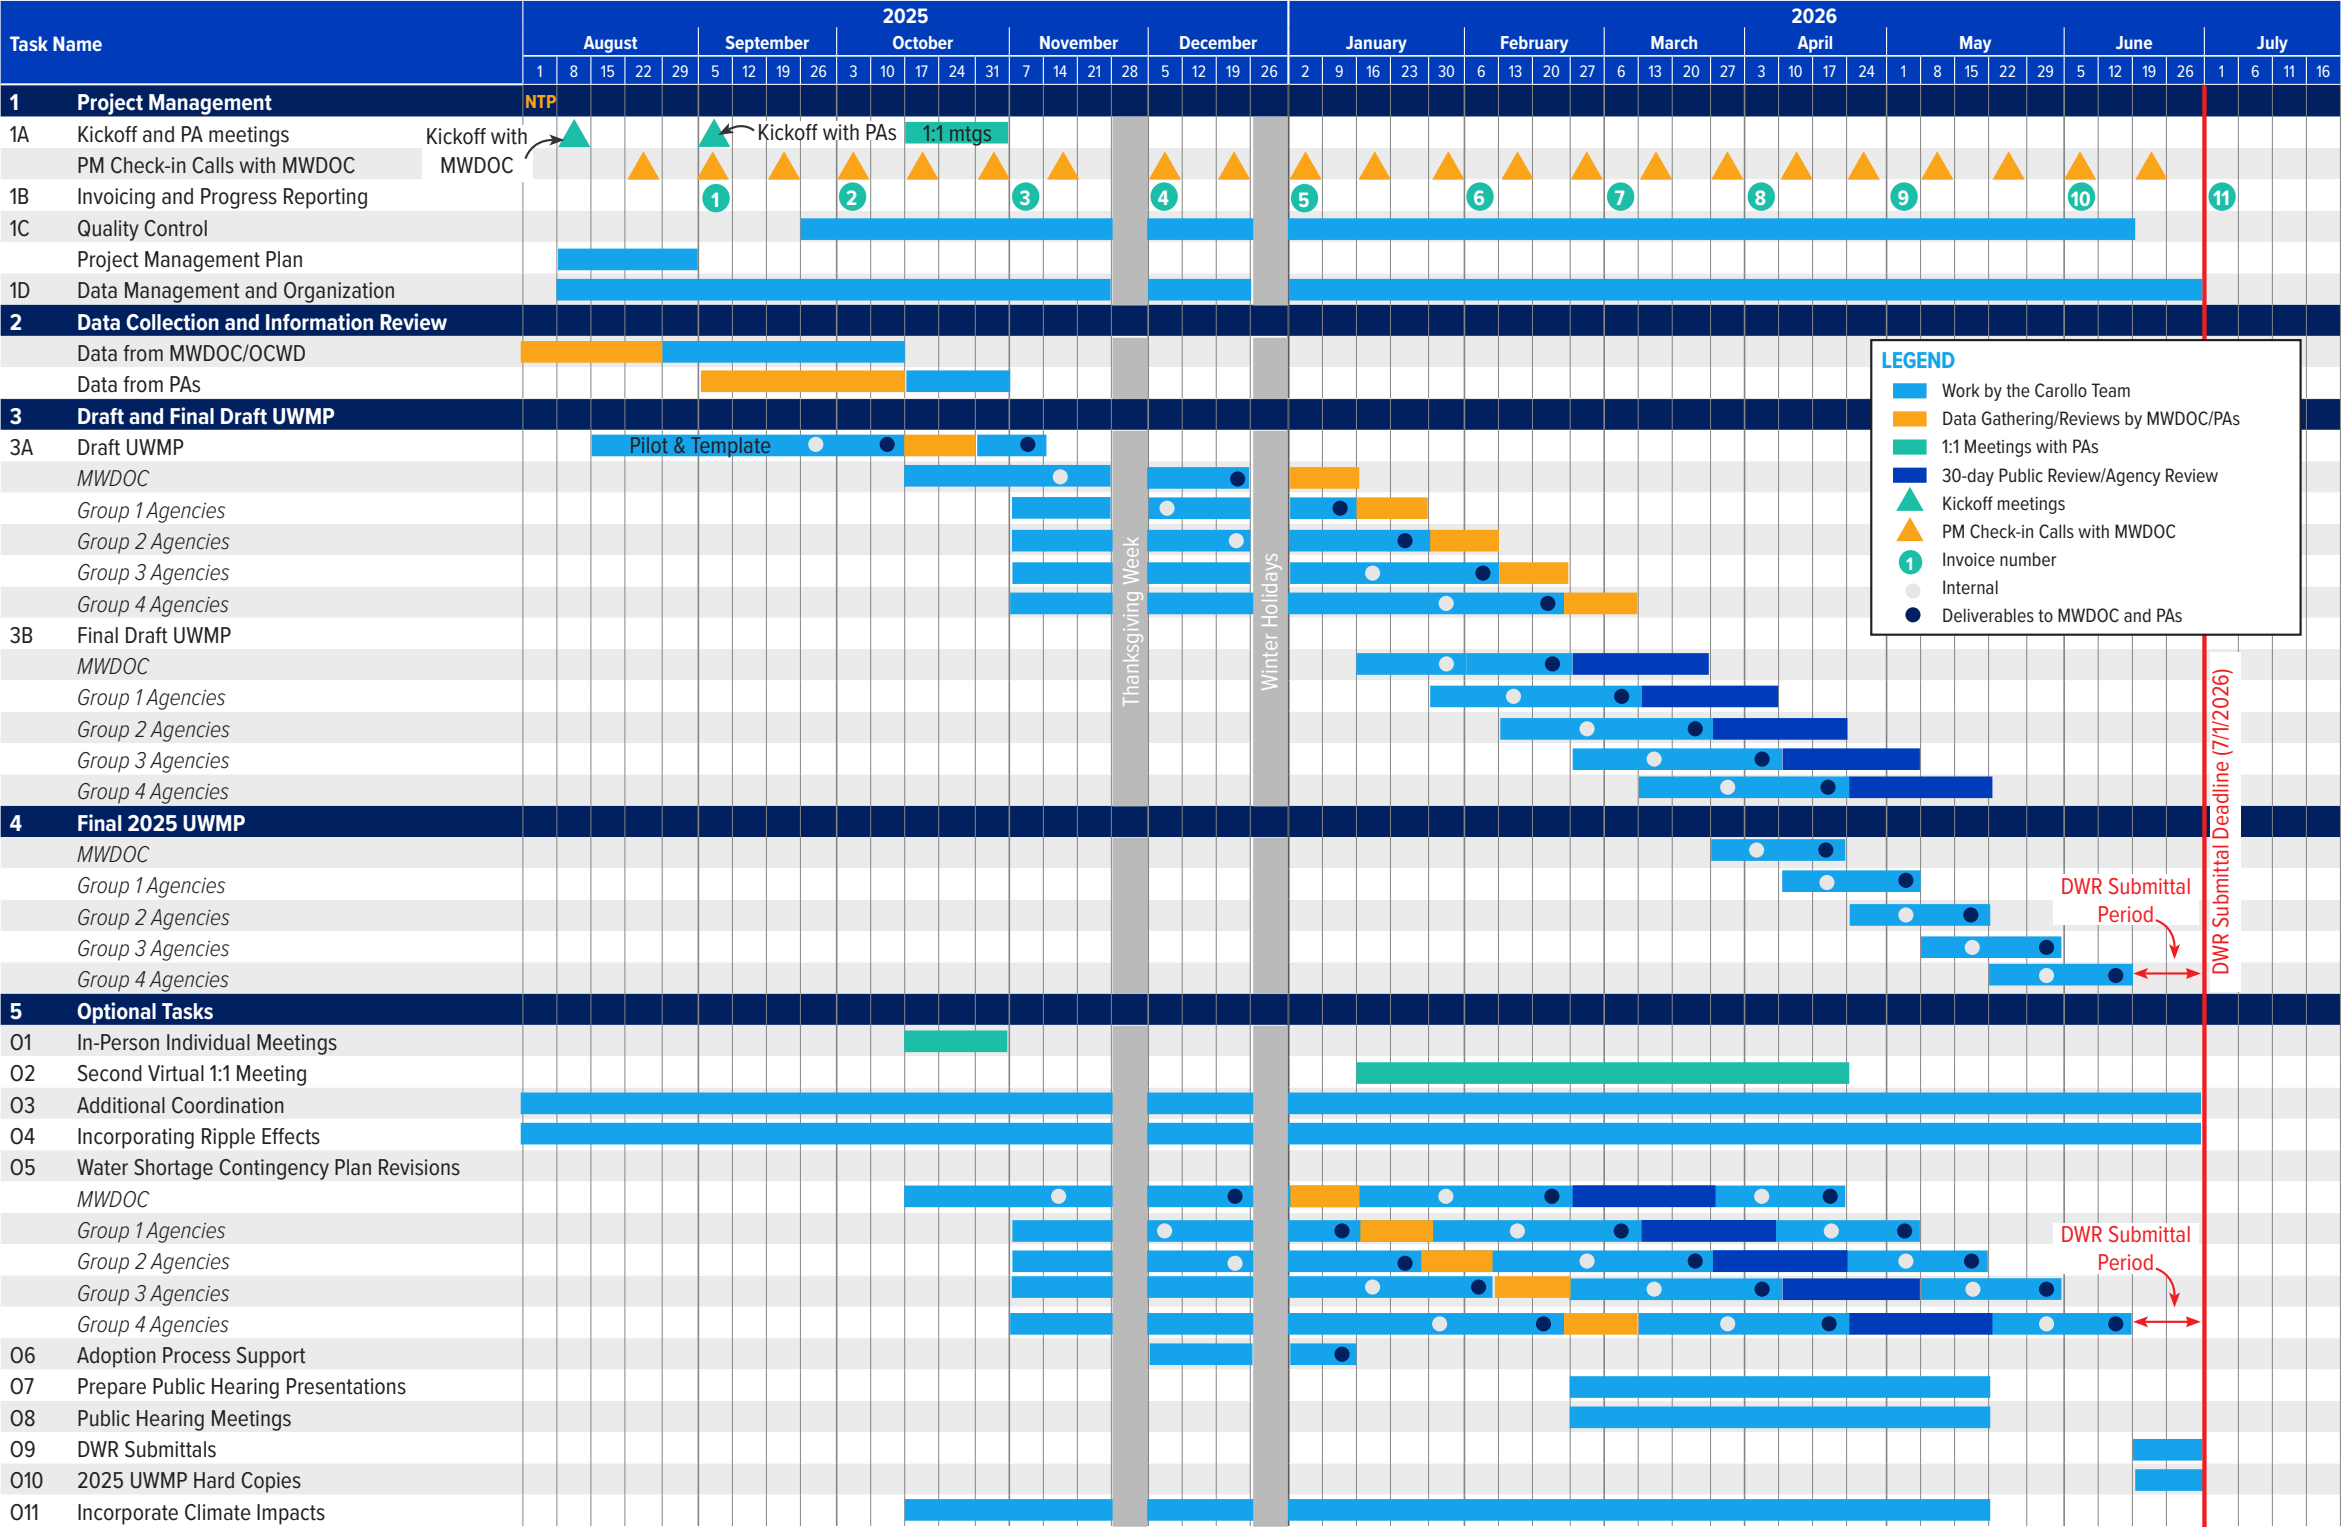 2025 2026
Task Name August September October November December January February March April May June July
1 8 15 22 29 5 12 19 26 3 10 17 24 31 7 14 21 28 5 12 19 26 2 9 16 23 30 6 13 20 27 6 13 20 27 3 10 17 24 1 8 15 22 29 5 12 19 26 1 6 11 16
1 Project Management NTP
1A Kickoff and PA meetings Kickoff with MWDOC Kickoff with PAs 1:1 mtgs
PM Check-in Calls with MWDOC
1B Invoicing and Progress Reporting 1 2 3 4 5 6 7 8 9 10 11
1C Quality Control
Project Management Plan
1D Data Management and Organization
2 Data Collection and Information Review
Data from MWDOC/OCWD
Data from PAs
3 Draft and Final Draft UWMP
3A Draft UWMP Pilot & Template
MWDOC
Group 1 Agencies
Group 2 Agencies
Group 3 Agencies
Group 4 Agencies
3B Final Draft UWMP
MWDOC
Group 1 Agencies
Group 2 Agencies
Group 3 Agencies
Group 4 Agencies
Thanksgiving Week
Winter Holidays
LEGEND
Work by the Carollo Team
Data Gathering/Reviews by MWDOC/PAs
1:1 Meetings with PAs
30-day Public Review/Agency Review
Kickoff meetings
PM Check-in Calls with MWDOC
1 Invoice number
Internal
Deliverables to MWDOC and PAs
DWR Submittal Deadline (7/1/2026)
4 Final 2025 UWMP
MWDOC
Group 1 Agencies
Group 2 Agencies
Group 3 Agencies
Group 4 Agencies
DWR Submittal
Period
5 Optional Tasks
O1 In-Person Individual Meetings
O2 Second Virtual 1:1 Meeting
O3 Additional Coordination
O4 Incorporating Ripple Effects
O5 Water Shortage Contingency Plan Revisions
MWDOC
Group 1 Agencies
Group 2 Agencies
Group 3 Agencies
Group 4 Agencies
DWR Submittal
Period
O6 Adoption Process Support
O7 Prepare Public Hearing Presentations
O8 Public Hearing Meetings
O9 DWR Submittals
O10 2025 UWMP Hard Copies
O11 Incorporate Climate Impacts